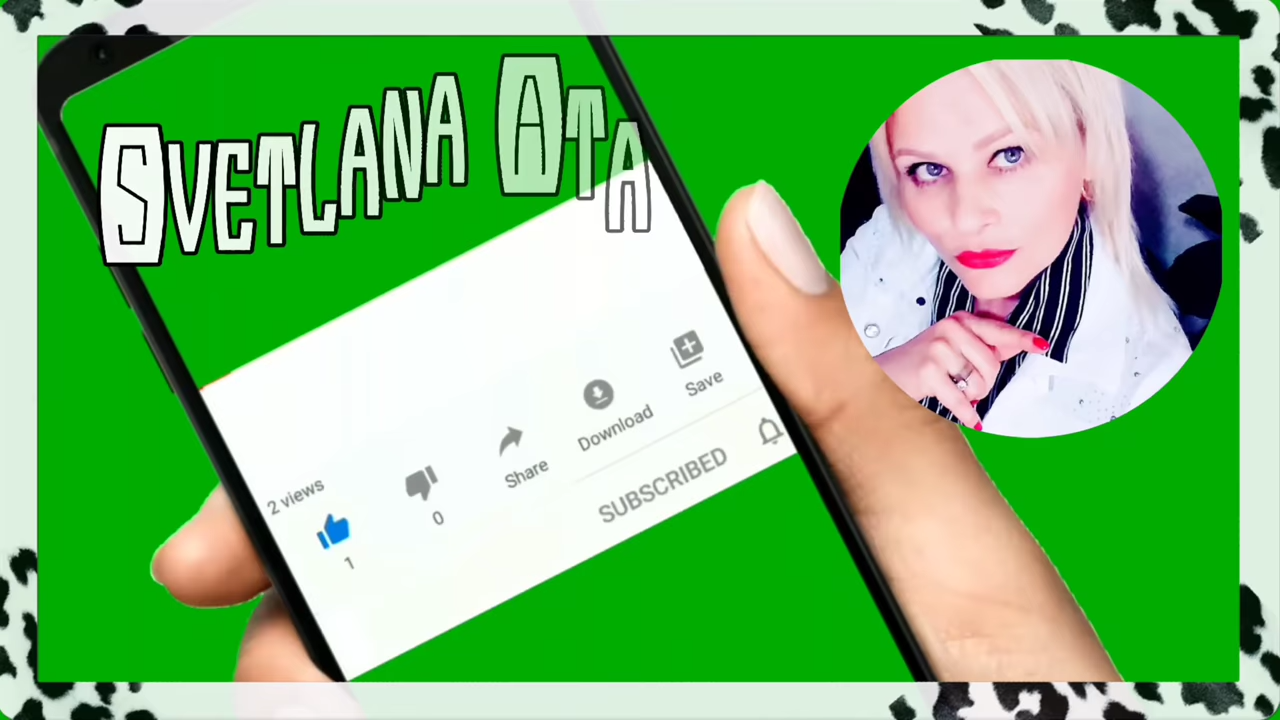 Svetlana Ata
2 views
1
0
Share
Download
Save
SUBSCRIBED